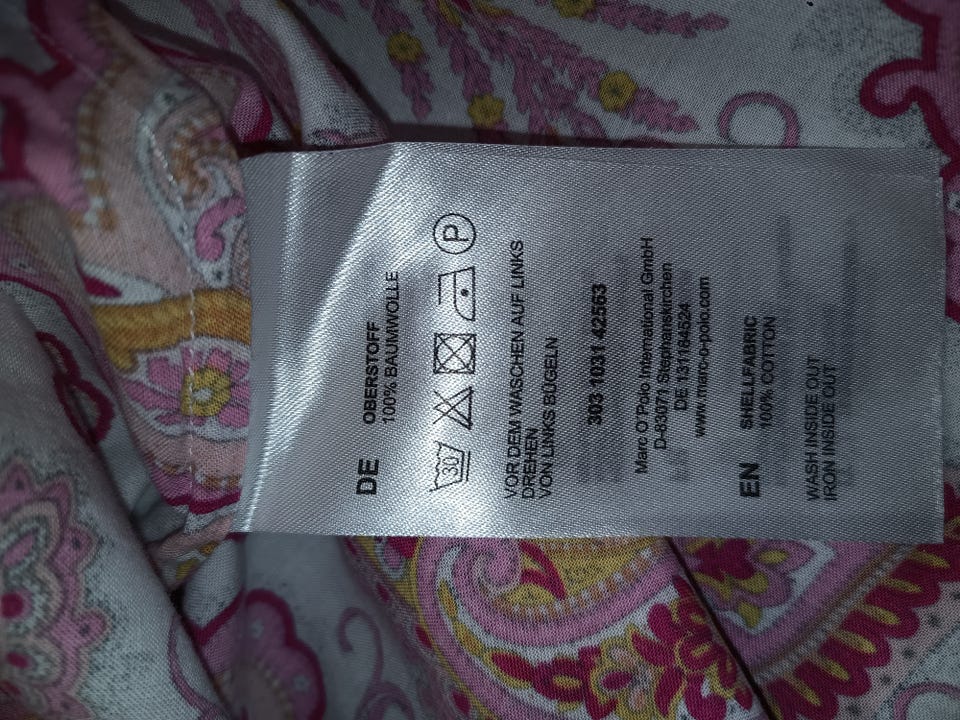 DE
OBERSTOFF
100% BAUMWOLLE
30
P
VOR DEM WASCHEN AUF LINKS
DREHEN
VON LINKS BÜGELN
303 1031 42563
Marc O'Polo International GmbH
D-83071 Stephanskirchen
DE 131164524
www.marc-o-polo.com
EN
SHELLFABRIC
100% COTTON
WASH INSIDE OUT
IRON INSIDE OUT